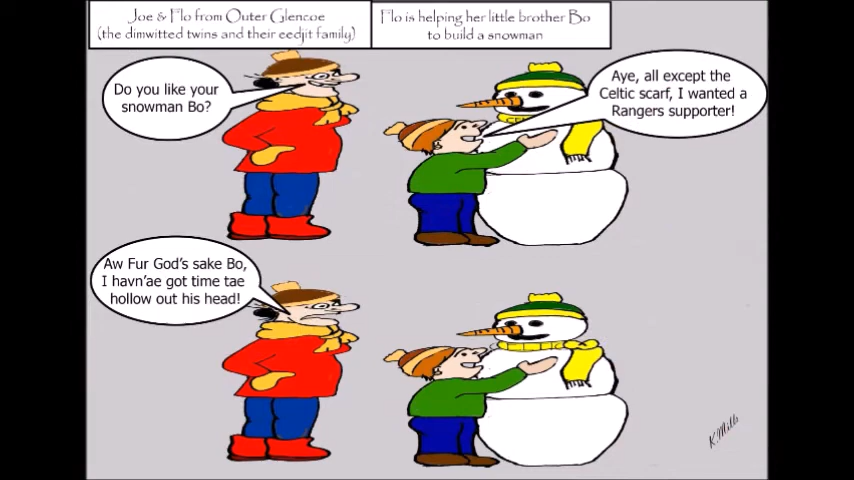 Joe & Flo from Outer Glencoe
(the dimwitted twins and their eedjit family)
Flo is helping her little brother Bo
to build a snowman
Do you like your
snowman Bo?
Aye, all except the
Celtic scarf, I wanted a
Rangers supporter!
Aw Fur God's sake Bo,
I havn'ae got time tae
hollow out his head!
K.Mill